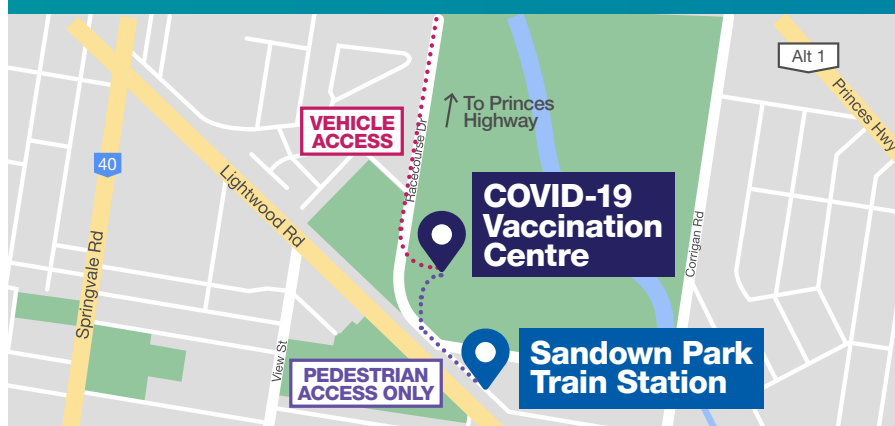 Alt 1
Princes Hwy
To Princes
Highway
VEHICLE
ACCESS
Racecourse Dr
40
Lightwood Rd
COVID-19
Vaccination
Centre
Corrigan Rd
Springvale Rd
View St
Sandown Park
Train Station
PEDESTRIAN
ACCESS ONLY